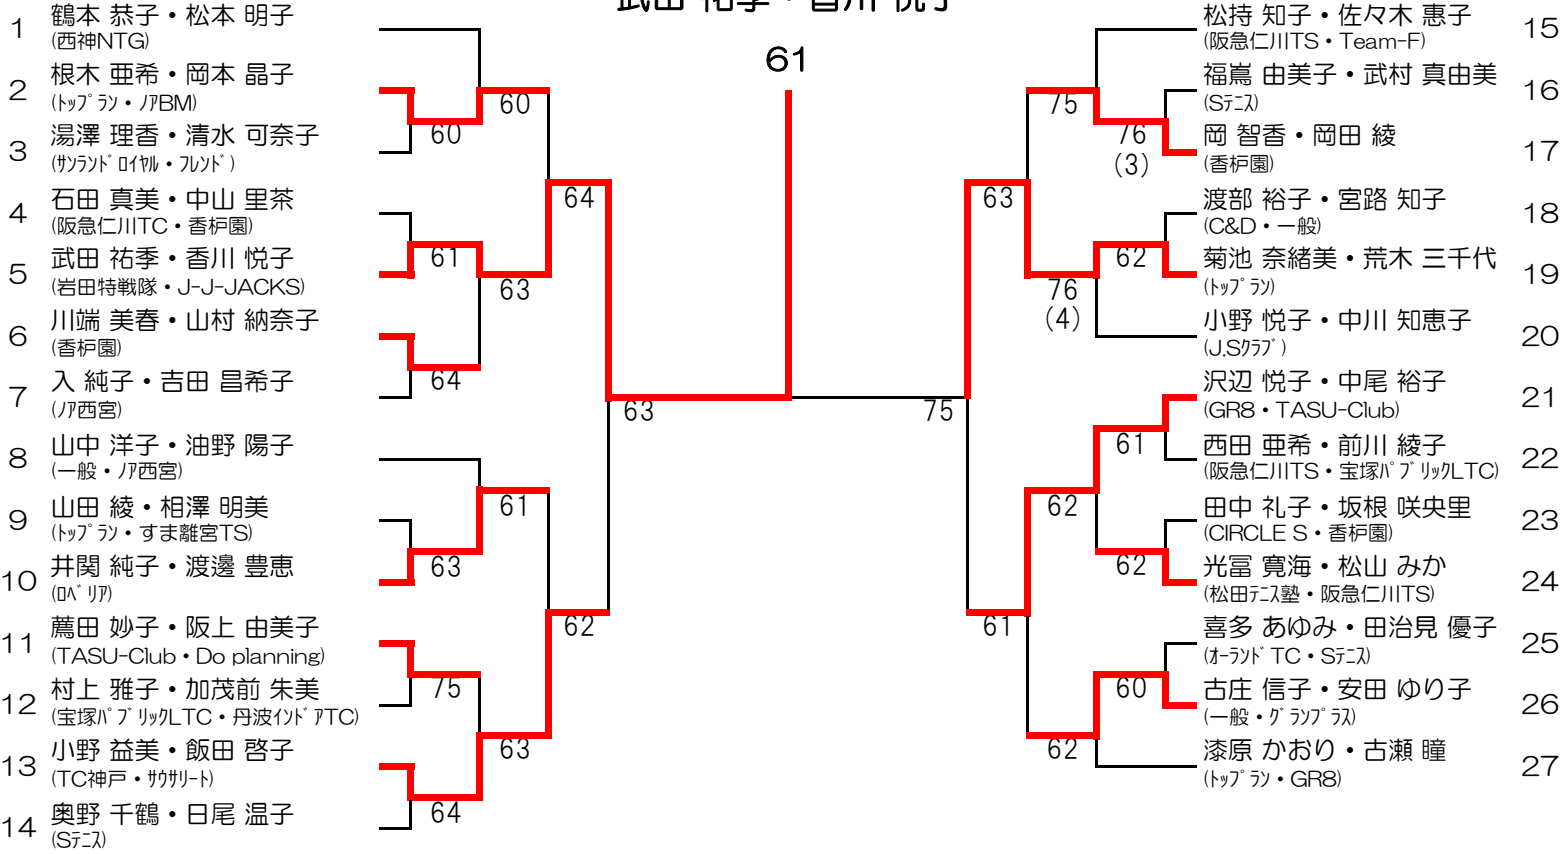 武田 祐季・香川 悦子
61
1 鶴本 恭子・松本 明子
(西神NTG)
2 根木 亜希・岡本 晶子
(トップラン・ノアBM)
3 湯澤 理香・清水 可奈子
(サンランドロイヤル・フレンド)
4 石田 真美・中山 里茶
(阪急仁川TC・香枦園)
5 武田 祐季・香川 悦子
(岩田特戦隊・J-J-JACKS)
6 川端 美春・山村 納奈子
(香枦園)
7 入 純子・吉田 昌希子
(ノア西宮)
8 山中 洋子・油野 陽子
(一般・ノア西宮)
9 山田 綾・相澤 明美
(トップラン・すま離宮TS)
10 井関 純子・渡邊 豊恵
(ロベリア)
11 薦田 妙子・阪上 由美子
(TASU-Club・Do planning)
12 村上 雅子・加茂前 朱美
(宝塚パブリックLTC・丹波インドアTC)
13 小野 益美・飯田 啓子
(TC神戸・サウサリート)
14 奥野 千鶴・日尾 温子
(Sテニス)
60
60
61
63
64
64
61
63
75
63
64
62
63
松持 知子・佐々木 惠子 15
(阪急仁川TS・Team-F)
福嶌 由美子・武村 真由美 16
(Sテニス)
岡 智香・岡田 綾 17
(香枦園)
渡部 裕子・宮路 知子 18
(C&D・一般)
菊池 奈緒美・荒木 三千代 19
(トップラン)
小野 悦子・中川 知恵子 20
(J.Sクラブ)
沢辺 悦子・中尾 裕子 21
(GR8・TASU-Club)
西田 亜希・前川 綾子 22
(阪急仁川TS・宝塚パブリックLTC)
田中 礼子・坂根 咲央里 23
(CIRCLE S・香枦園)
光冨 寛海・松山 みか 24
(松田テニス塾・阪急仁川TS)
喜多 あゆみ・田治見 優子 25
(オーランドTC・Sテニス)
古庄 信子・安田 ゆり子 26
(一般・グランプラス)
漆原 かおり・古瀬 瞳 27
(トップラン・GR8)
75
76
(3)
63
62
76
(4)
75
61
62
62
61
60
62